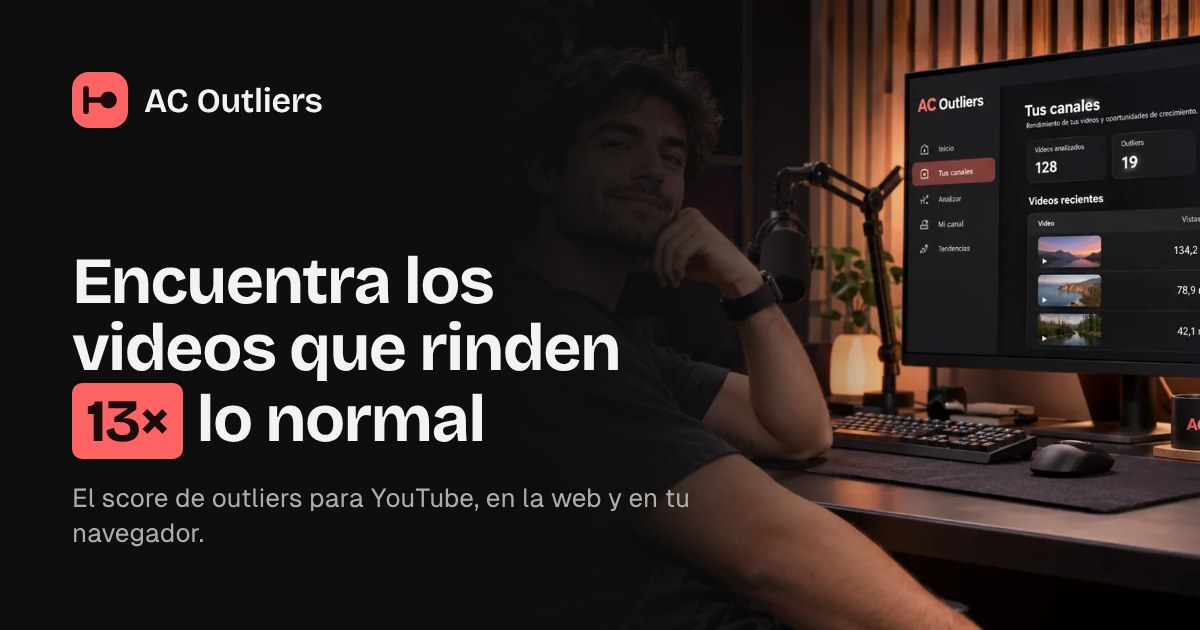 AC Outliers
Encuentra los
videos que rinden
13× lo normal
El score de outliers para YouTube, en la web y en tu
navegador.
AC Outliers
Inicio
Tus canales
Analizar
Mi canal
Tendencias
Tus canales
Rendimiento de tus videos y oportunidades de crecimiento.
Videos analizados
128
Outliers
19
Videos recientes
Video
Vistas
134,2
78,9
42,1